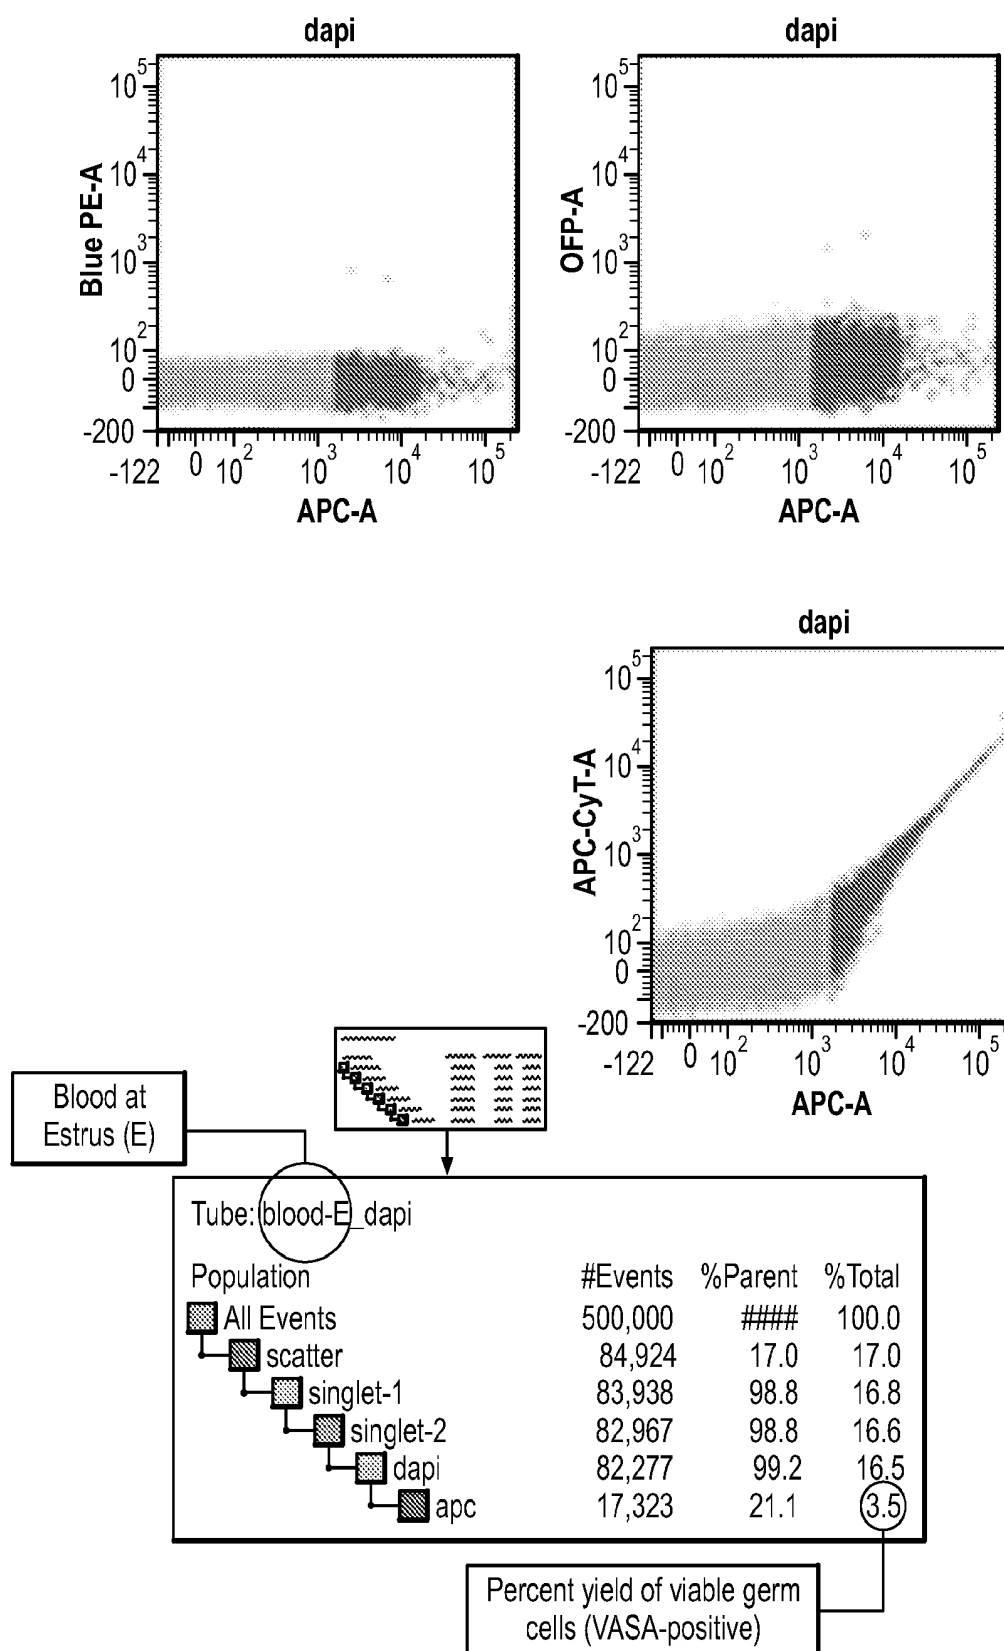 dapi
10^5
10^4
10^3
10^2
0
-200
Blue PE-A
-122 0 10^2 10^3 10^4 10^5
APC-A
dapi
10^5
10^4
10^3
10^2
0
-200
OFP-A
-122 0 10^2 10^3 10^4 10^5
APC-A
dapi
10^5
10^4
10^3
10^2
0
-200
APC-CyT-A
-122 0 10^2 10^3 10^4 10^5
APC-A
Blood at
Estrus (E)
Tube: blood-E_dapi
Population #Events %Parent %Total
All Events 500,000 #### 100.0
scatter 84,924 17.0 17.0
singlet-1 83,938 98.8 16.8
singlet-2 82,967 98.8 16.6
dapi 82,277 99.2 16.5
apc 17,323 21.1 3.5
Percent yield of viable germ
cells (VASA-positive)